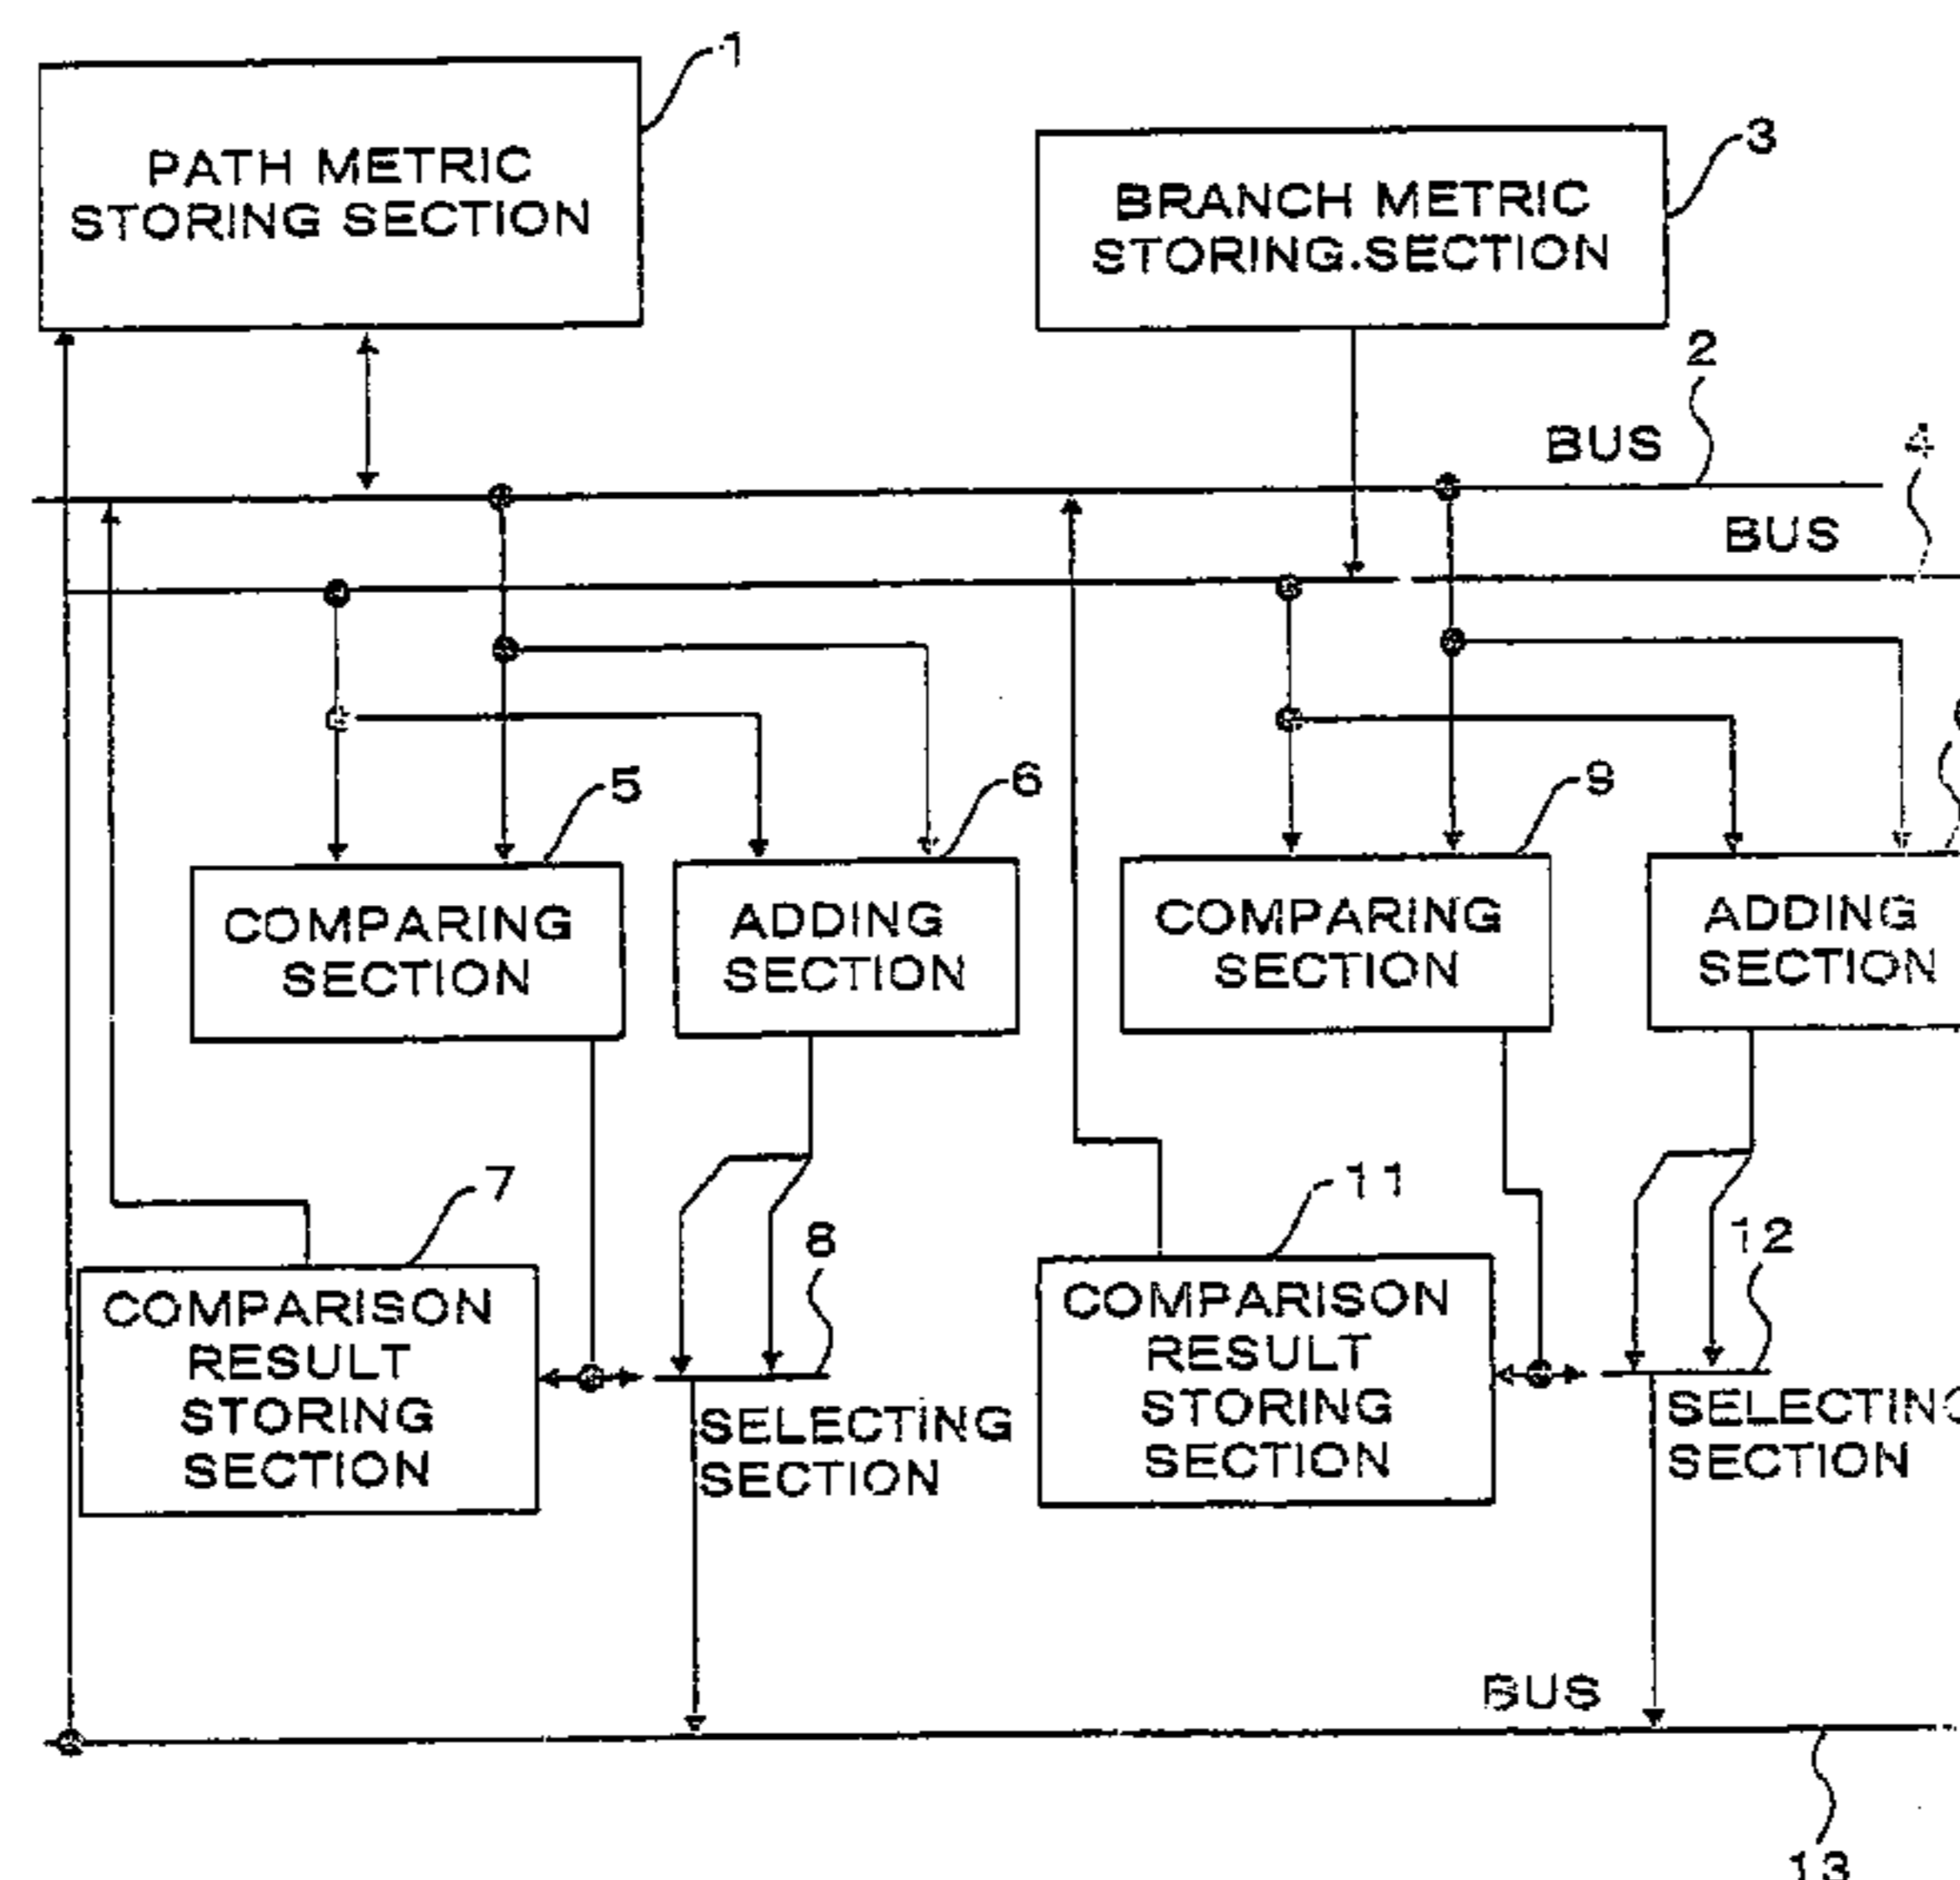 1
PATH METRIC
STORING SECTION
3
BRANCH METRIC
STORING.SECTION
2
BUS
4
BUS
5
COMPARING
SECTION
6
ADDING
SECTION
9
COMPARING
SECTION
ADDING
SECTION
7
COMPARISON
RESULT
STORING
SECTION
8
SELECTING
SECTION
11
COMPARISON
RESULT
STORING
SECTION
12
SELECTING
SECTION
BUS
13